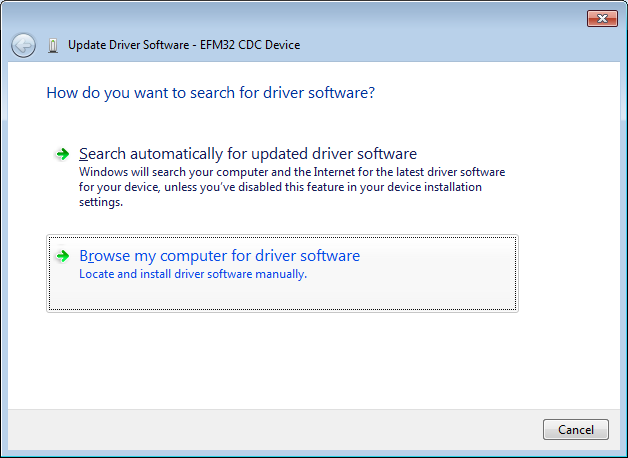 Update Driver Software - EFM32 CDC Device
How do you want to search for driver software?
Search automatically for updated driver software
Windows will search your computer and the Internet for the latest driver software
for your device, unless you've disabled this feature in your device installation
settings.
Browse my computer for driver software
Locate and install driver software manually.
Cancel